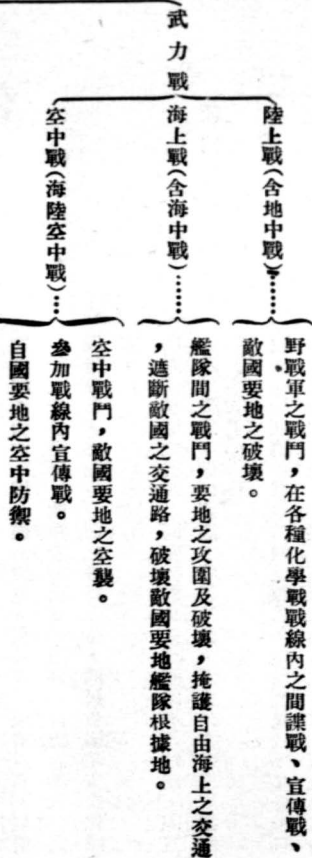 武力戰
陸上戰(含地中戰)……
野戰軍之戰鬥，在各種化學戰戰線內之間諜戰、宣傳戰、
敵國要地之破壞。
海上戰(含海中戰)……
艦隊間之戰鬥，要地之攻圍及破壞，掩護自由海上之交通
，遮斷敵國之交通路，破壞敵國要地艦隊根據地。
空中戰(海陸空中戰)……
空中戰鬥，敵國要地之空襲。
參加戰線內宣傳戰。
自國要地之空中防禦。